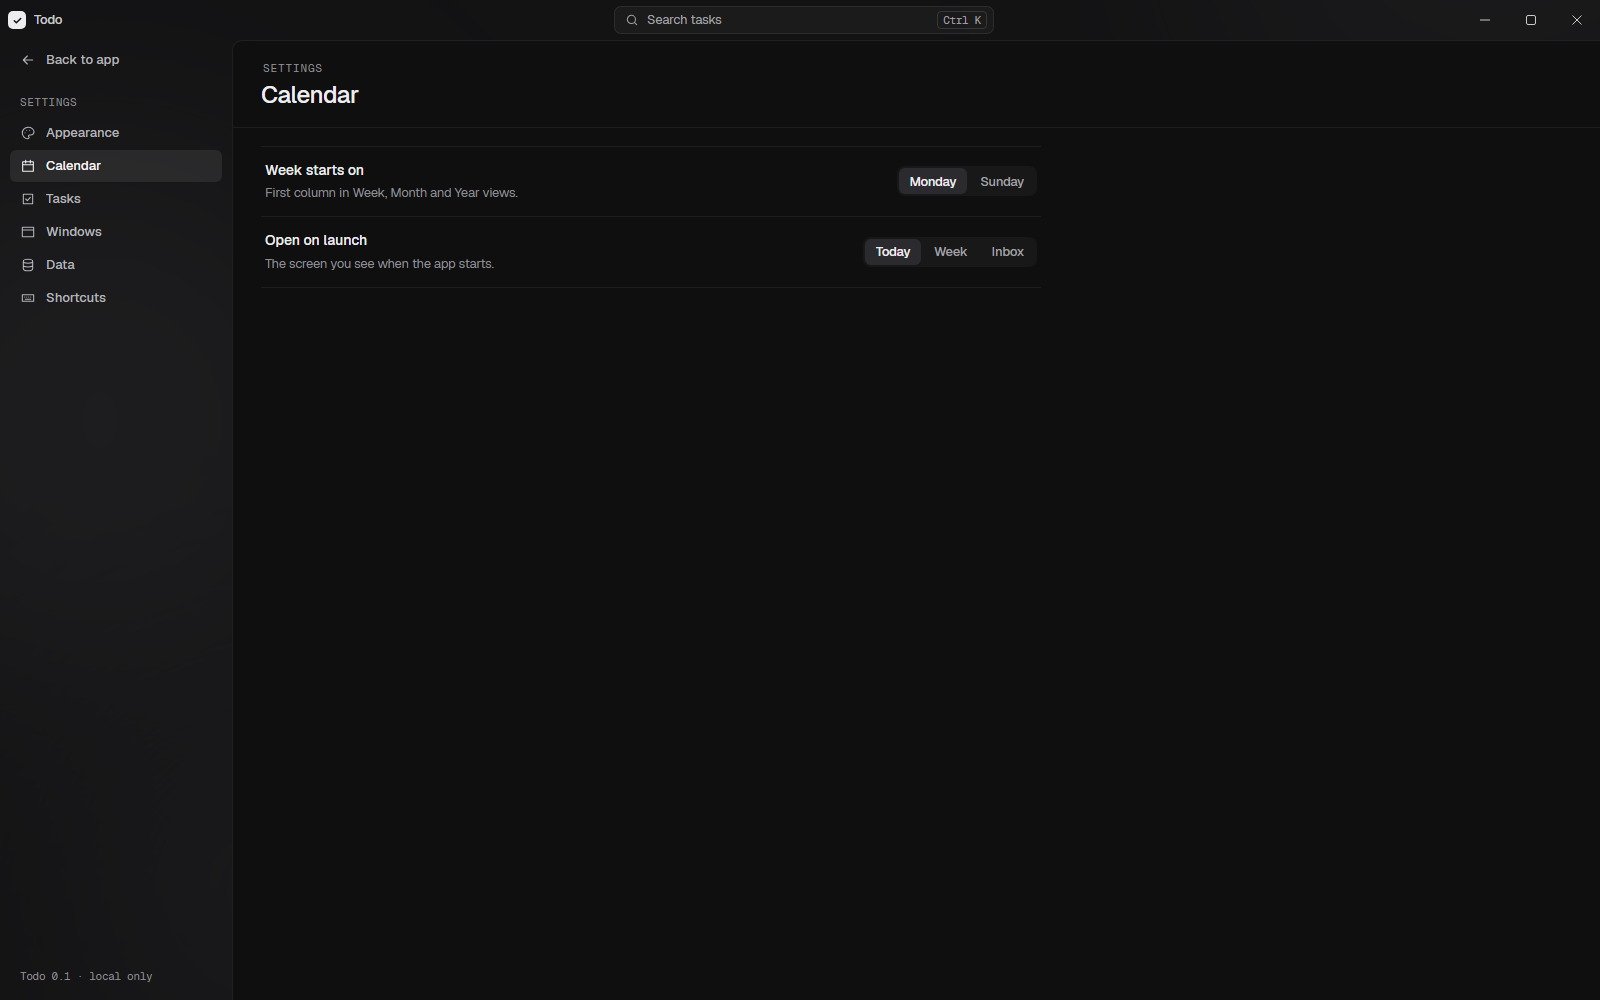 Todo
Search tasks
Ctrl K
Back to app
SETTINGS
Appearance
Calendar
Tasks
Windows
Data
Shortcuts
Todo 0.1 · local only
SETTINGS
Calendar
Week starts on
First column in Week, Month and Year views.
Monday Sunday
Open on launch
The screen you see when the app starts.
Today Week Inbox